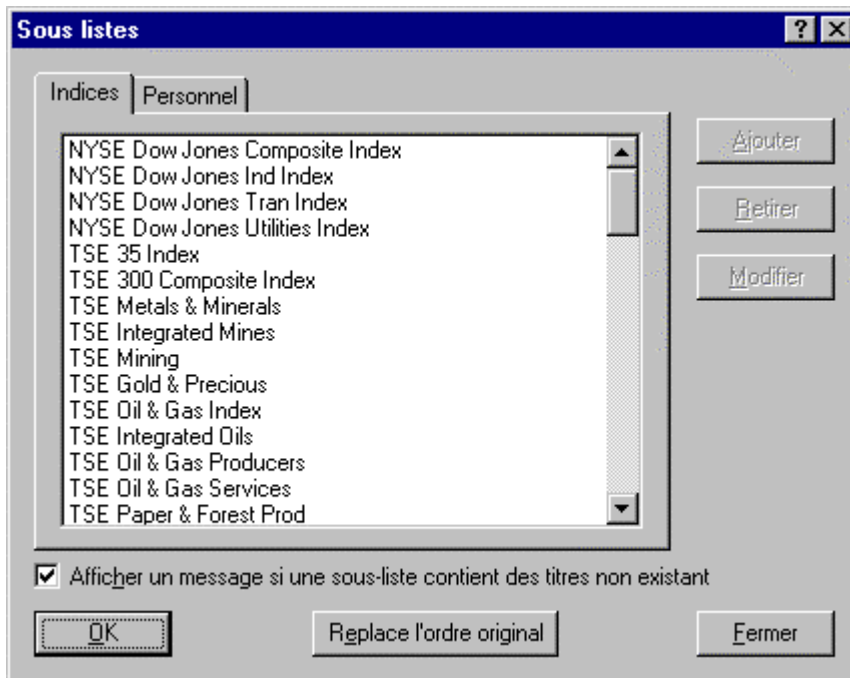 Sous listes
Indices Personnel
NYSE Dow Jones Composite Index
NYSE Dow Jones Ind Index
NYSE Dow Jones Tran Index
NYSE Dow Jones Utilities Index
TSE 35 Index
TSE 300 Composite Index
TSE Metals & Minerals
TSE Integrated Mines
TSE Mining
TSE Gold & Precious
TSE Oil & Gas Index
TSE Integrated Oils
TSE Oil & Gas Producers
TSE Oil & Gas Services
TSE Paper & Forest Prod
Ajouter
Retirer
Modifier
Afficher un message si une sous-liste contient des titres non existant
OK Replace l'ordre original Fermer